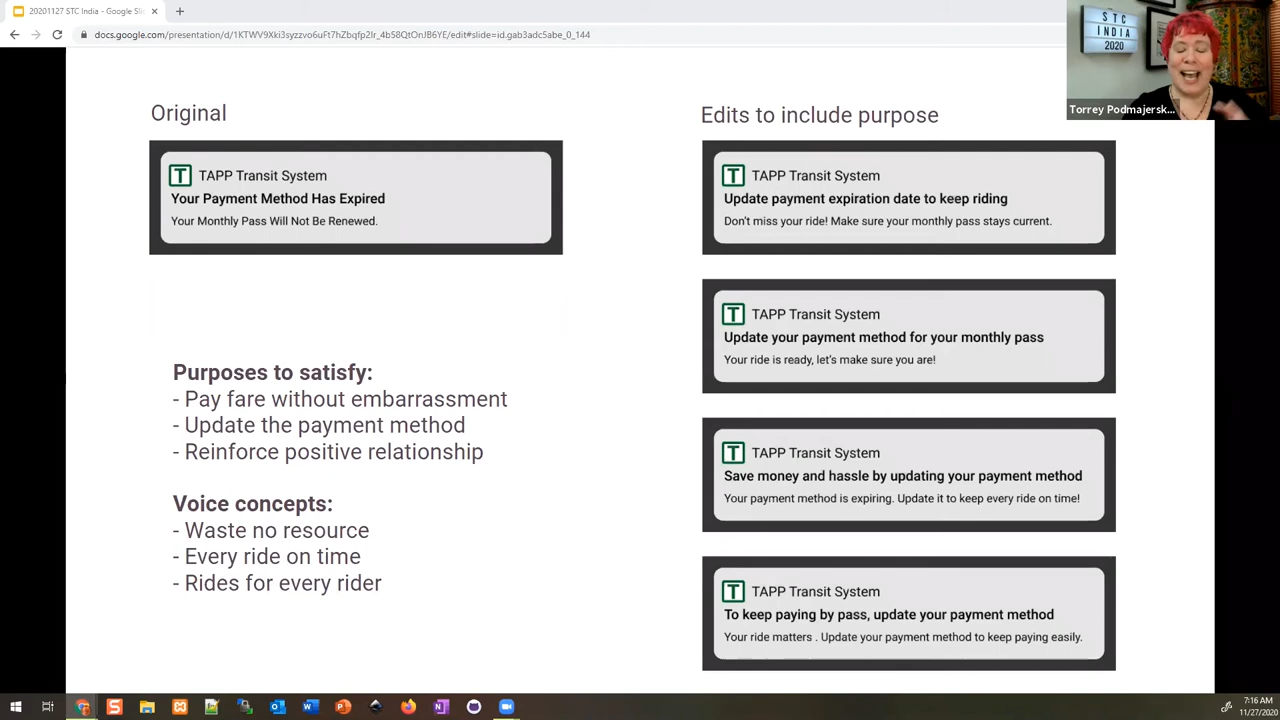 20201127 STC India - Google Sli
docs.google.com/presentation/d/1KTWV9Xki3syzzvo6uFt7hZbqfp2Ir_4b58QtOnJB6YE/edit#slide=id.gab3adc5abe_0_144
STC
INDIA
2020
Torrey Podmajersk...
Original
T TAPP Transit System
Your Payment Method Has Expired
Your Monthly Pass Will Not Be Renewed.
Purposes to satisfy:
- Pay fare without embarrassment
- Update the payment method
- Reinforce positive relationship
Voice concepts:
- Waste no resource
- Every ride on time
- Rides for every rider
Edits to include purpose
T TAPP Transit System
Update payment expiration date to keep riding
Don't miss your ride! Make sure your monthly pass stays current.
T TAPP Transit System
Update your payment method for your monthly pass
Your ride is ready, let's make sure you are!
T TAPP Transit System
Save money and hassle by updating your payment method
Your payment method is expiring. Update it to keep every ride on time!
T TAPP Transit System
To keep paying by pass, update your payment method
Your ride matters . Update your payment method to keep paying easily.
7:16 AM
11/27/2020